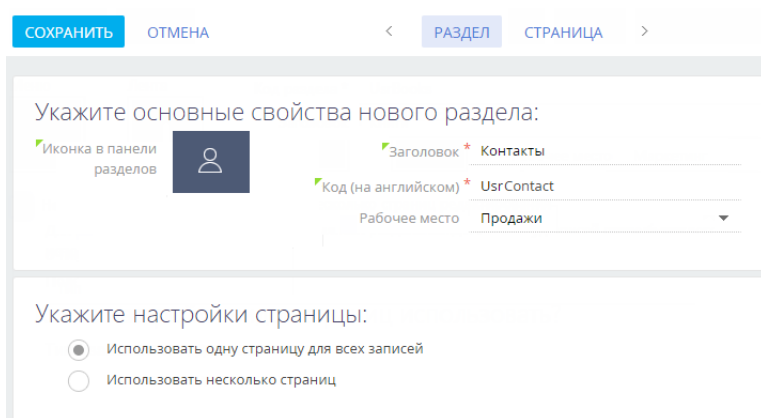 СОХРАНИТЬ ОТМЕНА < РАЗДЕЛ СТРАНИЦА >
Укажите основные свойства нового раздела:
Иконка в панели разделов
Заголовок * Контакты
Код (на английском) * UsrContact
Рабочее место Продажи
Укажите настройки страницы:
Использовать одну страницу для всех записей
Использовать несколько страниц